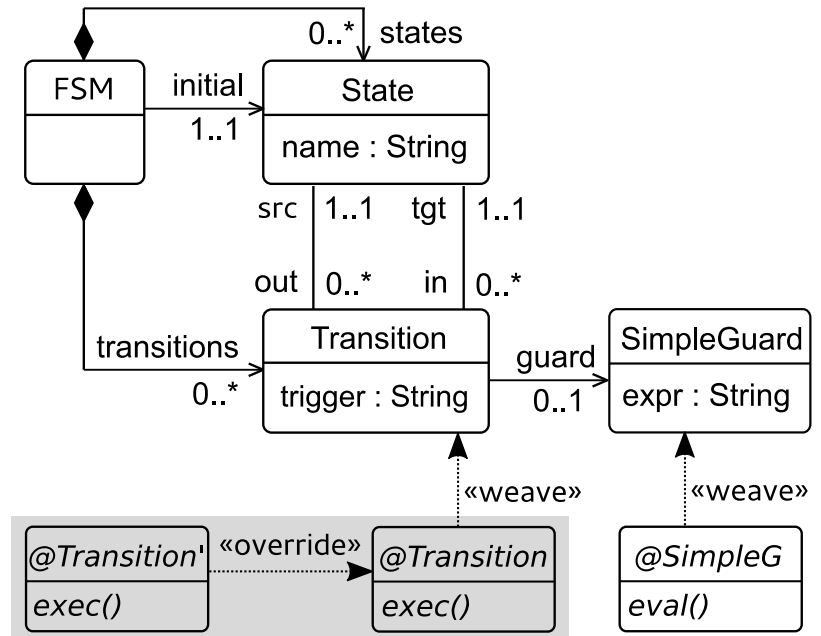 0..* states
FSM
initial
1..1
State
name : String
src 1..1 tgt 1..1
out 0..* in 0..*
transitions
0..*
Transition
trigger : String
guard
0..1
SimpleGuard
expr : String
«weave»
«weave»
@Transition'
exec()
«override»
@Transition
exec()
@SimpleG
eval()